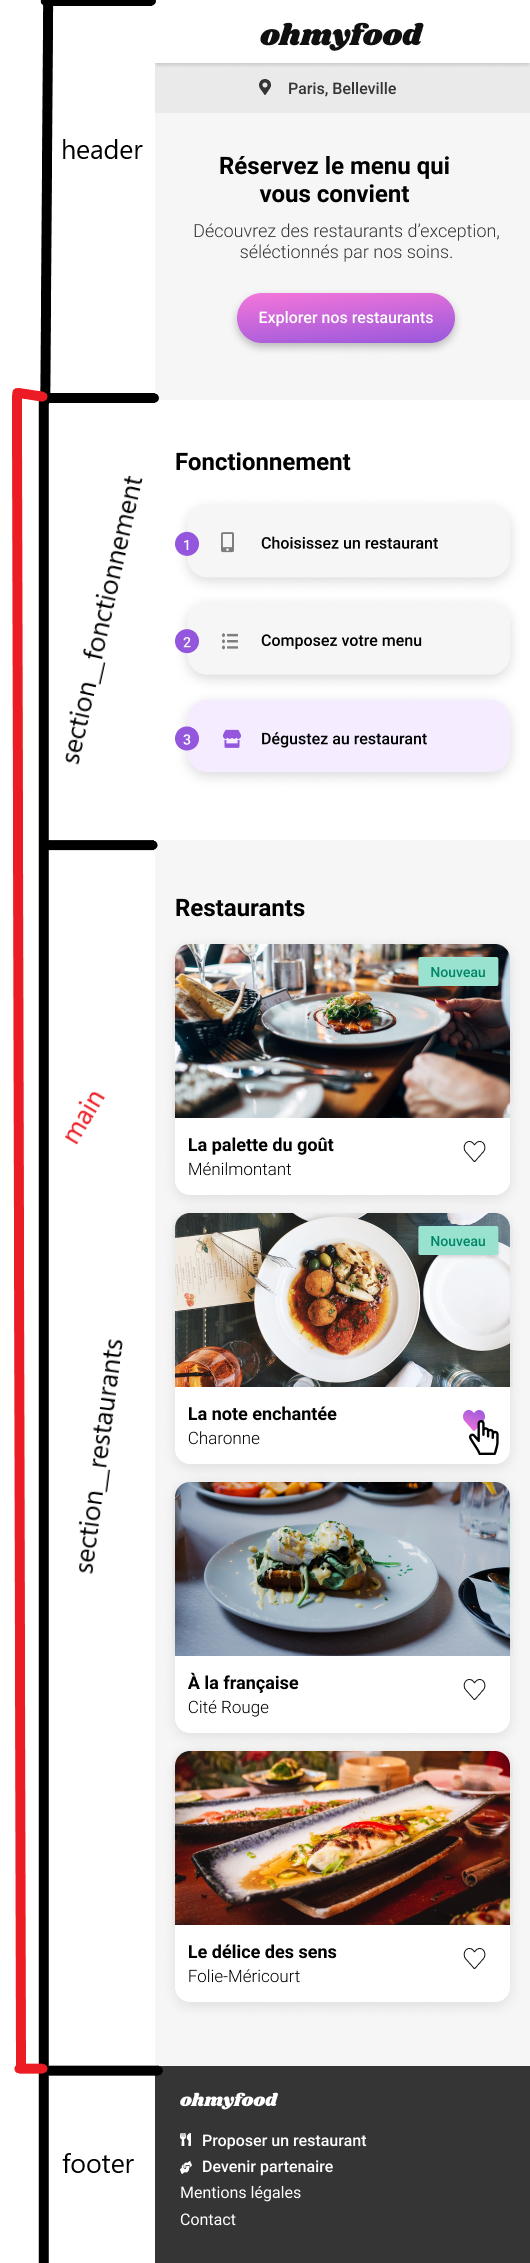 ohmyfood
Paris, Belleville
header
Réservez le menu qui
vous convient
Découvrez des restaurants d’exception,
séléctionnés par nos soins.
Explorer nos restaurants
Fonctionnement
section__fonctionnement
1 Choisissez un restaurant
2 Composez votre menu
3 Dégustez au restaurant
main
section__restaurants
Restaurants
Nouveau
La palette du goût
Ménilmontant
Nouveau
La note enchantée
Charonne
À la française
Cité Rouge
Le délice des sens
Folie-Méricourt
footer
ohmyfood
Proposer un restaurant
Devenir partenaire
Mentions légales
Contact